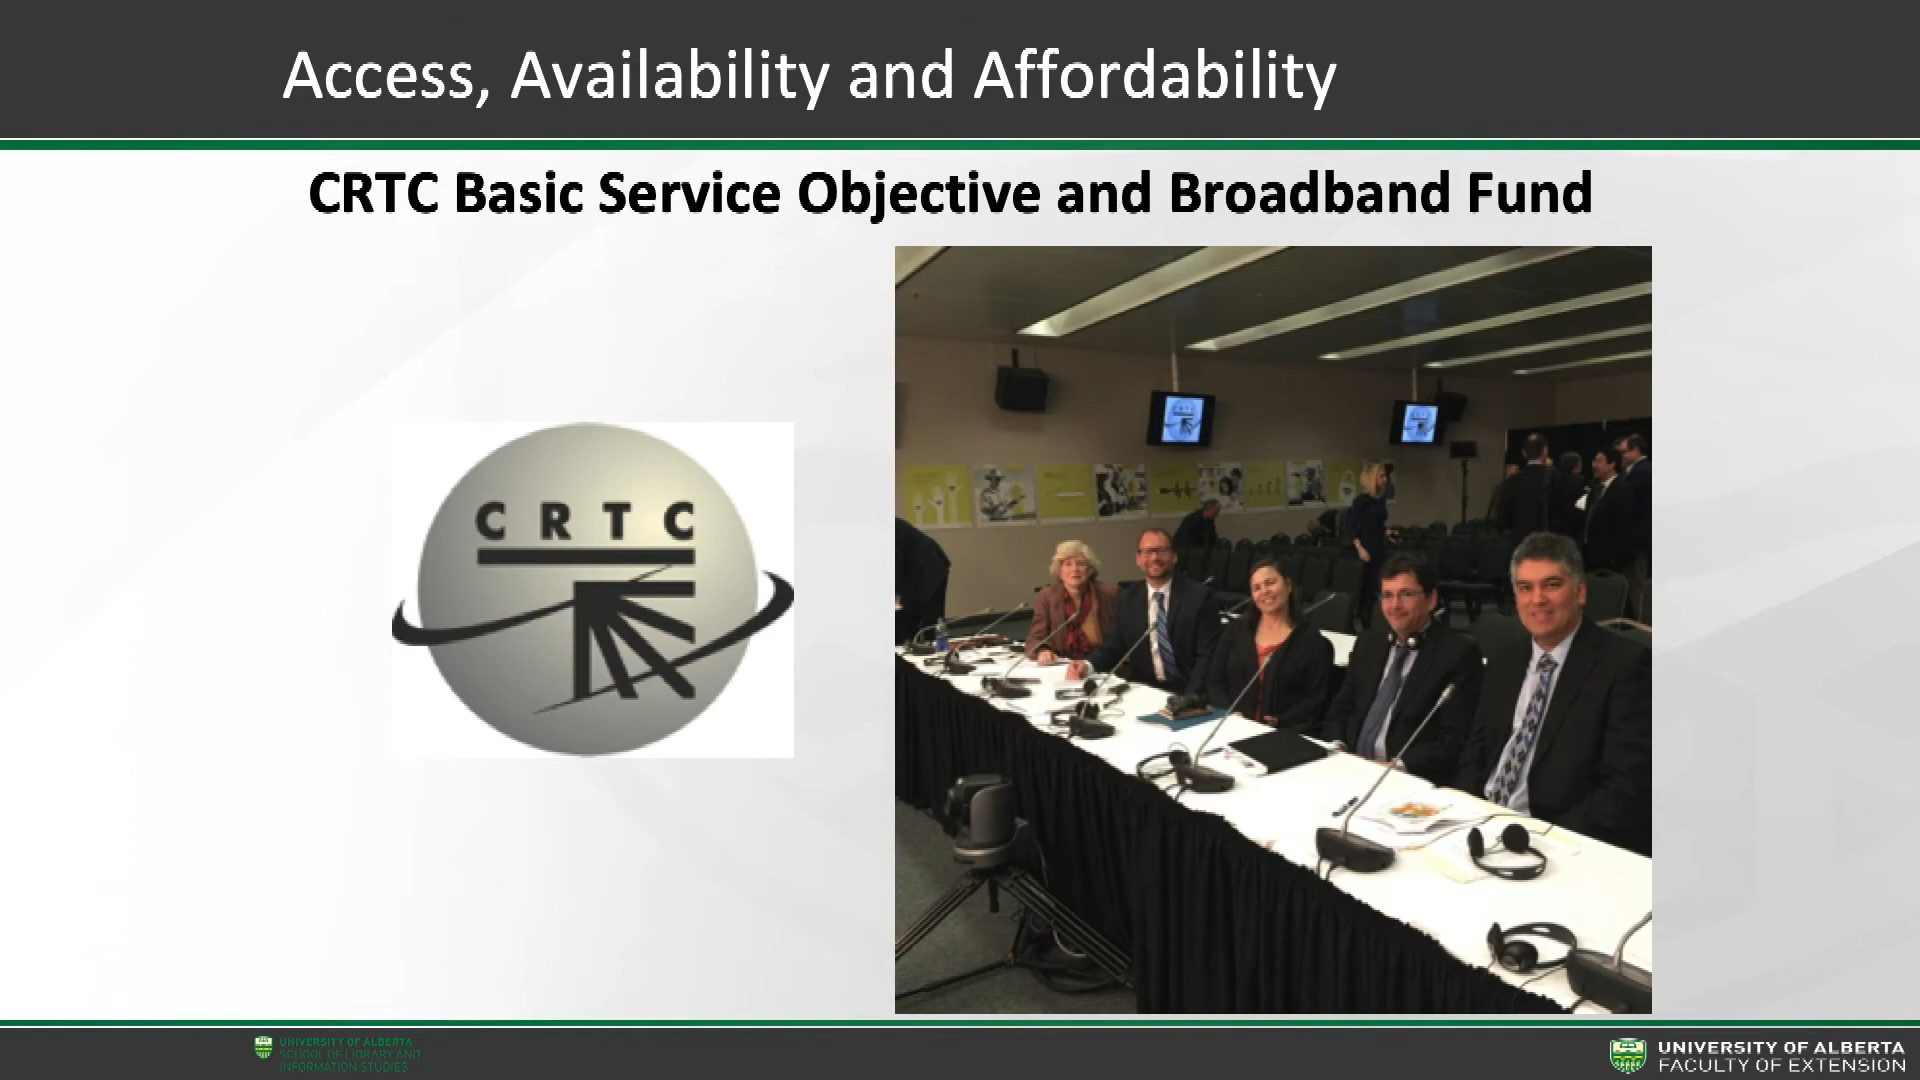 Access, Availability and Affordability
CRTC Basic Service Objective and Broadband Fund
CRTC
CRTC
UNIVERSITY OF ALBERTA
SCHOOL OF LIBRARY AND
INFORMATION STUDIES
UNIVERSITY OF ALBERTA
FACULTY OF EXTENSION